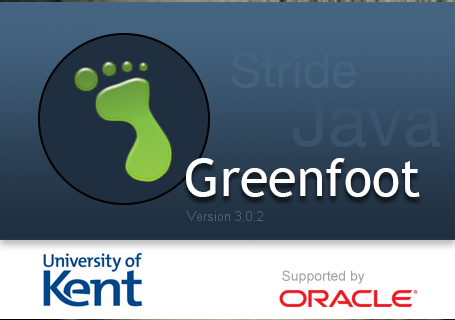 Stride
Java
Greenfoot
Version 3.0.2
University of
Kent
Supported by
ORACLE®